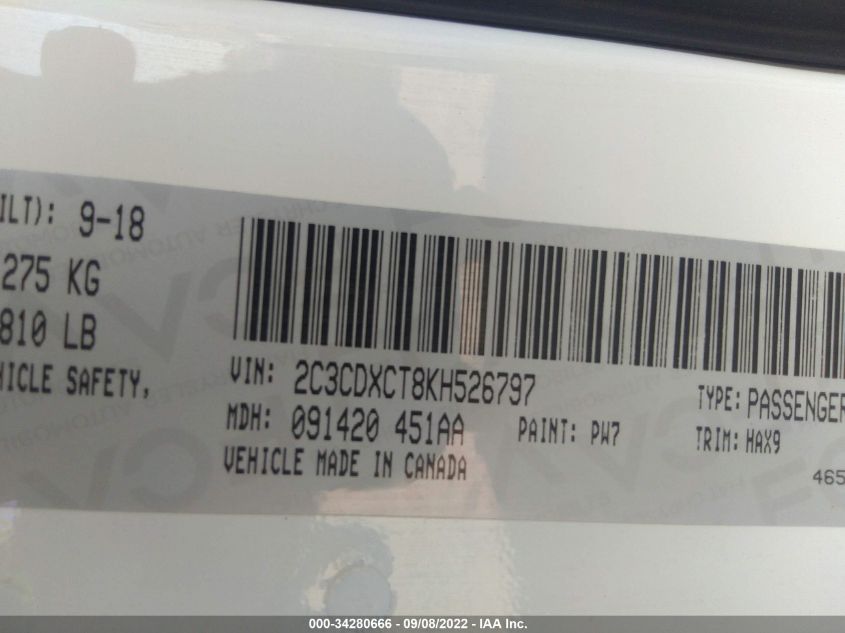 ILT): 9-18
275 KG
810 LB
HICLE SAFETY,
VIN: 2C3CDXCT8KH526797
TYPE: PASSENGER
MDH: 091420 451AA PAINT: PW7
TRIM: HAX9
VEHICLE MADE IN CANADA
465
000-34280666 - 09/08/2022 - IAA Inc.